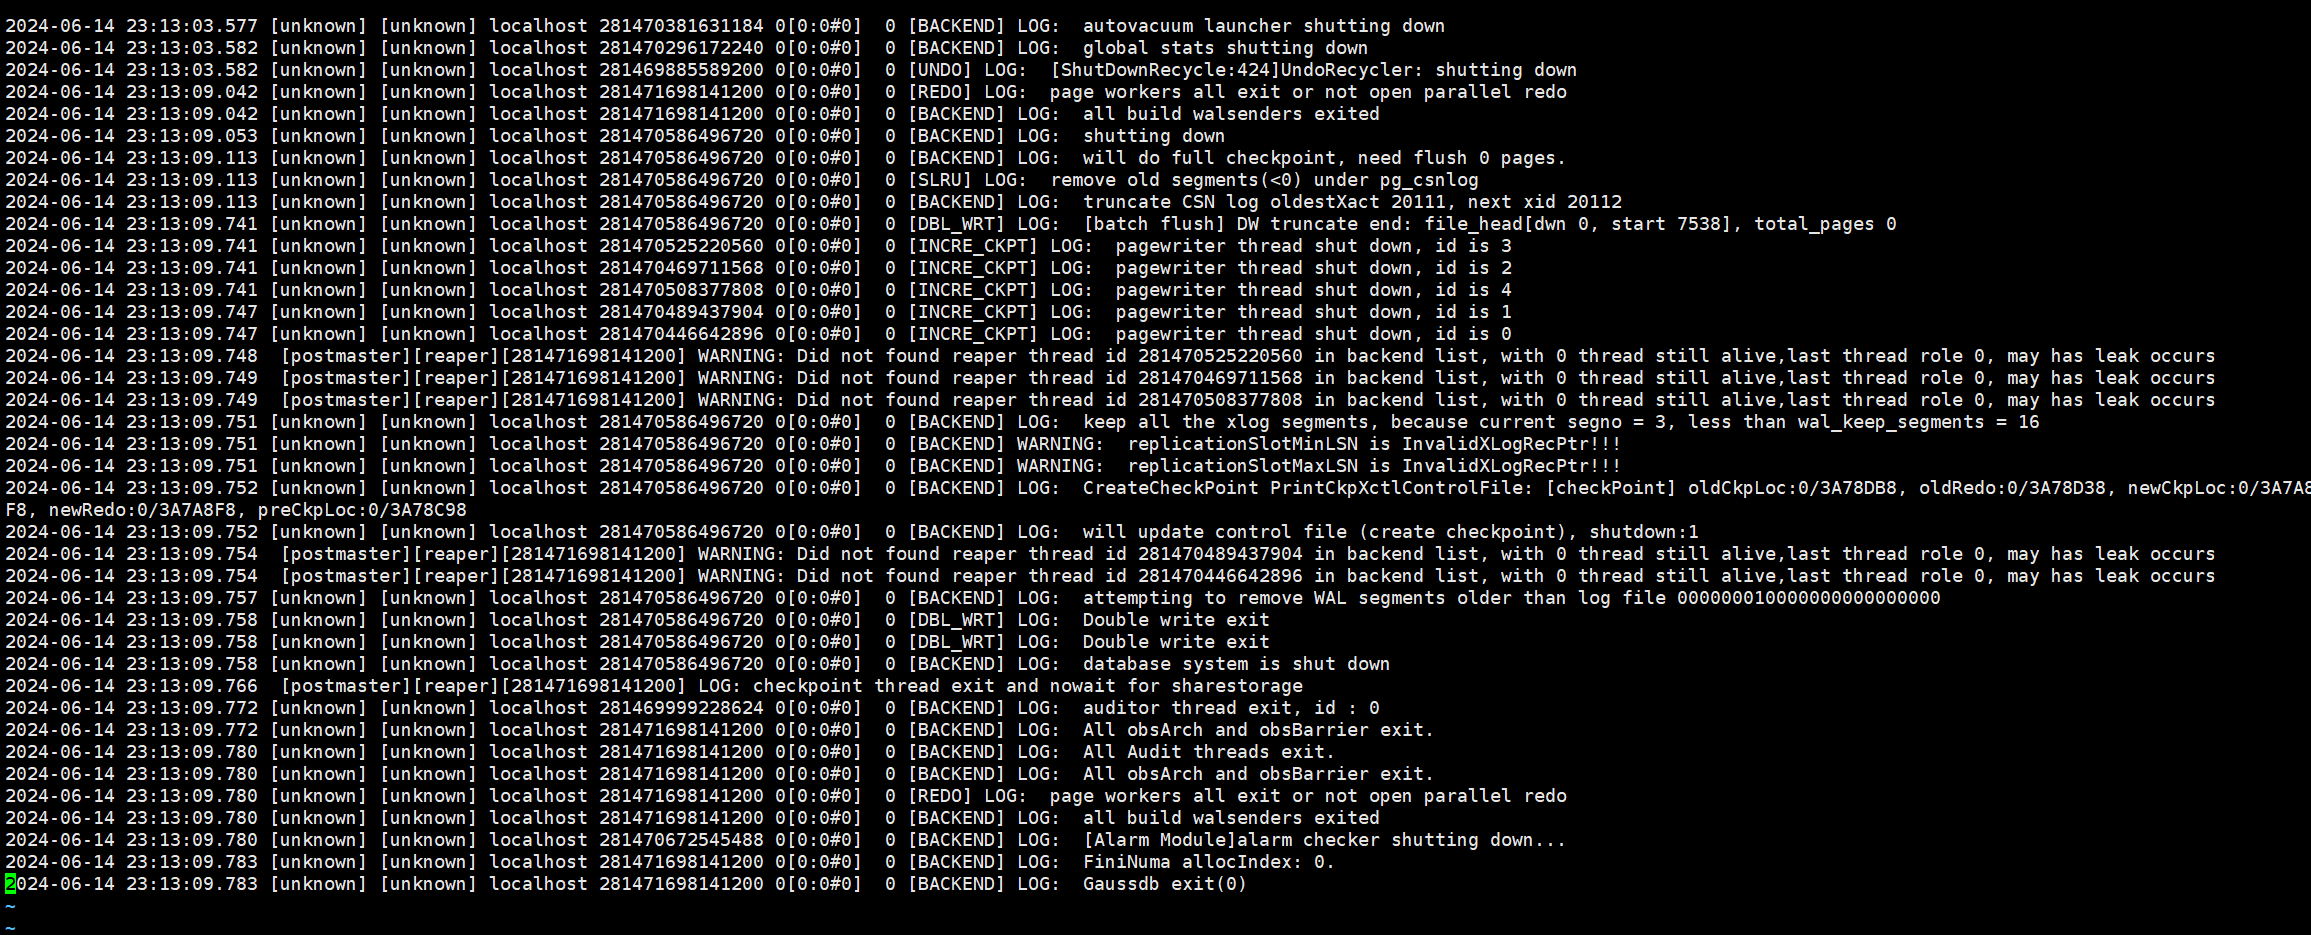 2024-06-14 23:13:03.577 [unknown] [unknown] localhost 281470381631184 0[0:0#0]  0 [BACKEND] LOG:  autovacuum launcher shutting down
2024-06-14 23:13:03.582 [unknown] [unknown] localhost 281470296172240 0[0:0#0]  0 [BACKEND] LOG:  global stats shutting down
2024-06-14 23:13:03.582 [unknown] [unknown] localhost 281469885589200 0[0:0#0]  0 [UNDO] LOG:  [ShutDownRecycle:424]UndoRecycler: shutting down
2024-06-14 23:13:09.042 [unknown] [unknown] localhost 281471698141200 0[0:0#0]  0 [REDO] LOG:  page workers all exit or not open parallel redo
2024-06-14 23:13:09.042 [unknown] [unknown] localhost 281471698141200 0[0:0#0]  0 [BACKEND] LOG:  all build walsenders exited
2024-06-14 23:13:09.053 [unknown] [unknown] localhost 281470586496720 0[0:0#0]  0 [BACKEND] LOG:  shutting down
2024-06-14 23:13:09.113 [unknown] [unknown] localhost 281470586496720 0[0:0#0]  0 [BACKEND] LOG:  will do full checkpoint, need flush 0 pages.
2024-06-14 23:13:09.113 [unknown] [unknown] localhost 281470586496720 0[0:0#0]  0 [SLRU] LOG:  remove old segments(<0) under pg_csnlog
2024-06-14 23:13:09.113 [unknown] [unknown] localhost 281470586496720 0[0:0#0]  0 [BACKEND] LOG:  truncate CSN log oldestXact 20111, next xid 20112
2024-06-14 23:13:09.741 [unknown] [unknown] localhost 281470586496720 0[0:0#0]  0 [DBL_WRT] LOG:  [batch flush] DW truncate end: file_head[dwn 0, start 7538], total_pages 0
2024-06-14 23:13:09.741 [unknown] [unknown] localhost 281470525220560 0[0:0#0]  0 [INCRE_CKPT] LOG:  pagewriter thread shut down, id is 3
2024-06-14 23:13:09.741 [unknown] [unknown] localhost 281470469711568 0[0:0#0]  0 [INCRE_CKPT] LOG:  pagewriter thread shut down, id is 2
2024-06-14 23:13:09.741 [unknown] [unknown] localhost 281470508377808 0[0:0#0]  0 [INCRE_CKPT] LOG:  pagewriter thread shut down, id is 4
2024-06-14 23:13:09.747 [unknown] [unknown] localhost 281470489437904 0[0:0#0]  0 [INCRE_CKPT] LOG:  pagewriter thread shut down, id is 1
2024-06-14 23:13:09.747 [unknown] [unknown] localhost 281470446642896 0[0:0#0]  0 [INCRE_CKPT] LOG:  pagewriter thread shut down, id is 0
2024-06-14 23:13:09.748  [postmaster][reaper][281471698141200] WARNING: Did not found reaper thread id 281470525220560 in backend list, with 0 thread still alive,last thread role 0, may has leak occurs
2024-06-14 23:13:09.749  [postmaster][reaper][281471698141200] WARNING: Did not found reaper thread id 281470469711568 in backend list, with 0 thread still alive,last thread role 0, may has leak occurs
2024-06-14 23:13:09.749  [postmaster][reaper][281471698141200] WARNING: Did not found reaper thread id 281470508377808 in backend list, with 0 thread still alive,last thread role 0, may has leak occurs
2024-06-14 23:13:09.751 [unknown] [unknown] localhost 281470586496720 0[0:0#0]  0 [BACKEND] LOG:  keep all the xlog segments, because current segno = 3, less than wal_keep_segments = 16
2024-06-14 23:13:09.751 [unknown] [unknown] localhost 281470586496720 0[0:0#0]  0 [BACKEND] WARNING:  replicationSlotMinLSN is InvalidXLogRecPtr!!!
2024-06-14 23:13:09.751 [unknown] [unknown] localhost 281470586496720 0[0:0#0]  0 [BACKEND] WARNING:  replicationSlotMaxLSN is InvalidXLogRecPtr!!!
2024-06-14 23:13:09.752 [unknown] [unknown] localhost 281470586496720 0[0:0#0]  0 [BACKEND] LOG:  CreateCheckPoint PrintCkpXctlControlFile: [checkPoint] oldCkpLoc:0/3A78DB8, oldRedo:0/3A78D38, newCkpLoc:0/3A7A8
F8, newRedo:0/3A7A8F8, preCkpLoc:0/3A78C98
2024-06-14 23:13:09.752 [unknown] [unknown] localhost 281470586496720 0[0:0#0]  0 [BACKEND] LOG:  will update control file (create checkpoint), shutdown:1
2024-06-14 23:13:09.754  [postmaster][reaper][281471698141200] WARNING: Did not found reaper thread id 281470489437904 in backend list, with 0 thread still alive,last thread role 0, may has leak occurs
2024-06-14 23:13:09.754  [postmaster][reaper][281471698141200] WARNING: Did not found reaper thread id 281470446642896 in backend list, with 0 thread still alive,last thread role 0, may has leak occurs
2024-06-14 23:13:09.757 [unknown] [unknown] localhost 281470586496720 0[0:0#0]  0 [BACKEND] LOG:  attempting to remove WAL segments older than log file 000000010000000000000000
2024-06-14 23:13:09.758 [unknown] [unknown] localhost 281470586496720 0[0:0#0]  0 [DBL_WRT] LOG:  Double write exit
2024-06-14 23:13:09.758 [unknown] [unknown] localhost 281470586496720 0[0:0#0]  0 [DBL_WRT] LOG:  Double write exit
2024-06-14 23:13:09.758 [unknown] [unknown] localhost 281470586496720 0[0:0#0]  0 [BACKEND] LOG:  database system is shut down
2024-06-14 23:13:09.766  [postmaster][reaper][281471698141200] LOG: checkpoint thread exit and nowait for sharestorage
2024-06-14 23:13:09.772 [unknown] [unknown] localhost 281469999228624 0[0:0#0]  0 [BACKEND] LOG:  auditor thread exit, id : 0
2024-06-14 23:13:09.772 [unknown] [unknown] localhost 281471698141200 0[0:0#0]  0 [BACKEND] LOG:  All obsArch and obsBarrier exit.
2024-06-14 23:13:09.780 [unknown] [unknown] localhost 281471698141200 0[0:0#0]  0 [BACKEND] LOG:  All Audit threads exit.
2024-06-14 23:13:09.780 [unknown] [unknown] localhost 281471698141200 0[0:0#0]  0 [BACKEND] LOG:  All obsArch and obsBarrier exit.
2024-06-14 23:13:09.780 [unknown] [unknown] localhost 281471698141200 0[0:0#0]  0 [REDO] LOG:  page workers all exit or not open parallel redo
2024-06-14 23:13:09.780 [unknown] [unknown] localhost 281471698141200 0[0:0#0]  0 [BACKEND] LOG:  all build walsenders exited
2024-06-14 23:13:09.780 [unknown] [unknown] localhost 281470672545488 0[0:0#0]  0 [BACKEND] LOG:  [Alarm Module]alarm checker shutting down...
2024-06-14 23:13:09.783 [unknown] [unknown] localhost 281471698141200 0[0:0#0]  0 [BACKEND] LOG:  FiniNuma allocIndex: 0.
2024-06-14 23:13:09.783 [unknown] [unknown] localhost 281471698141200 0[0:0#0]  0 [BACKEND] LOG:  Gaussdb exit(0)
~
~